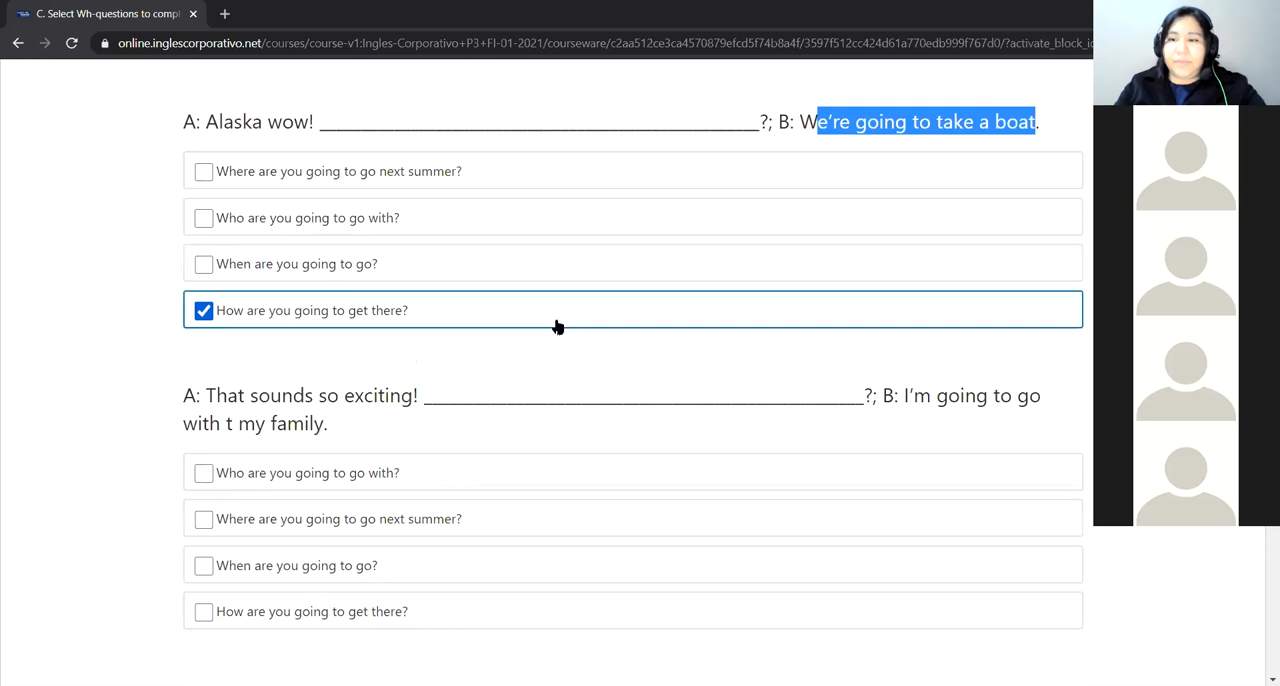 C. Select Wh-questions to compl
online.inglescorporativo.net/courses/course-v1:Ingles-Corporativo+P3+FI-01-2021/courseware/c2aa512ce3ca4570879efcd5f74b8a4f/3597f512cc424d61a770edb999f767d0/?activate_block_id
A: Alaska wow! ________________________________________?; B: We’re going to take a boat.
Where are you going to go next summer?
Who are you going to go with?
When are you going to go?
How are you going to get there?
A: That sounds so exciting! ________________________________________?; B: I’m going to go
with t my family.
Who are you going to go with?
Where are you going to go next summer?
When are you going to go?
How are you going to get there?